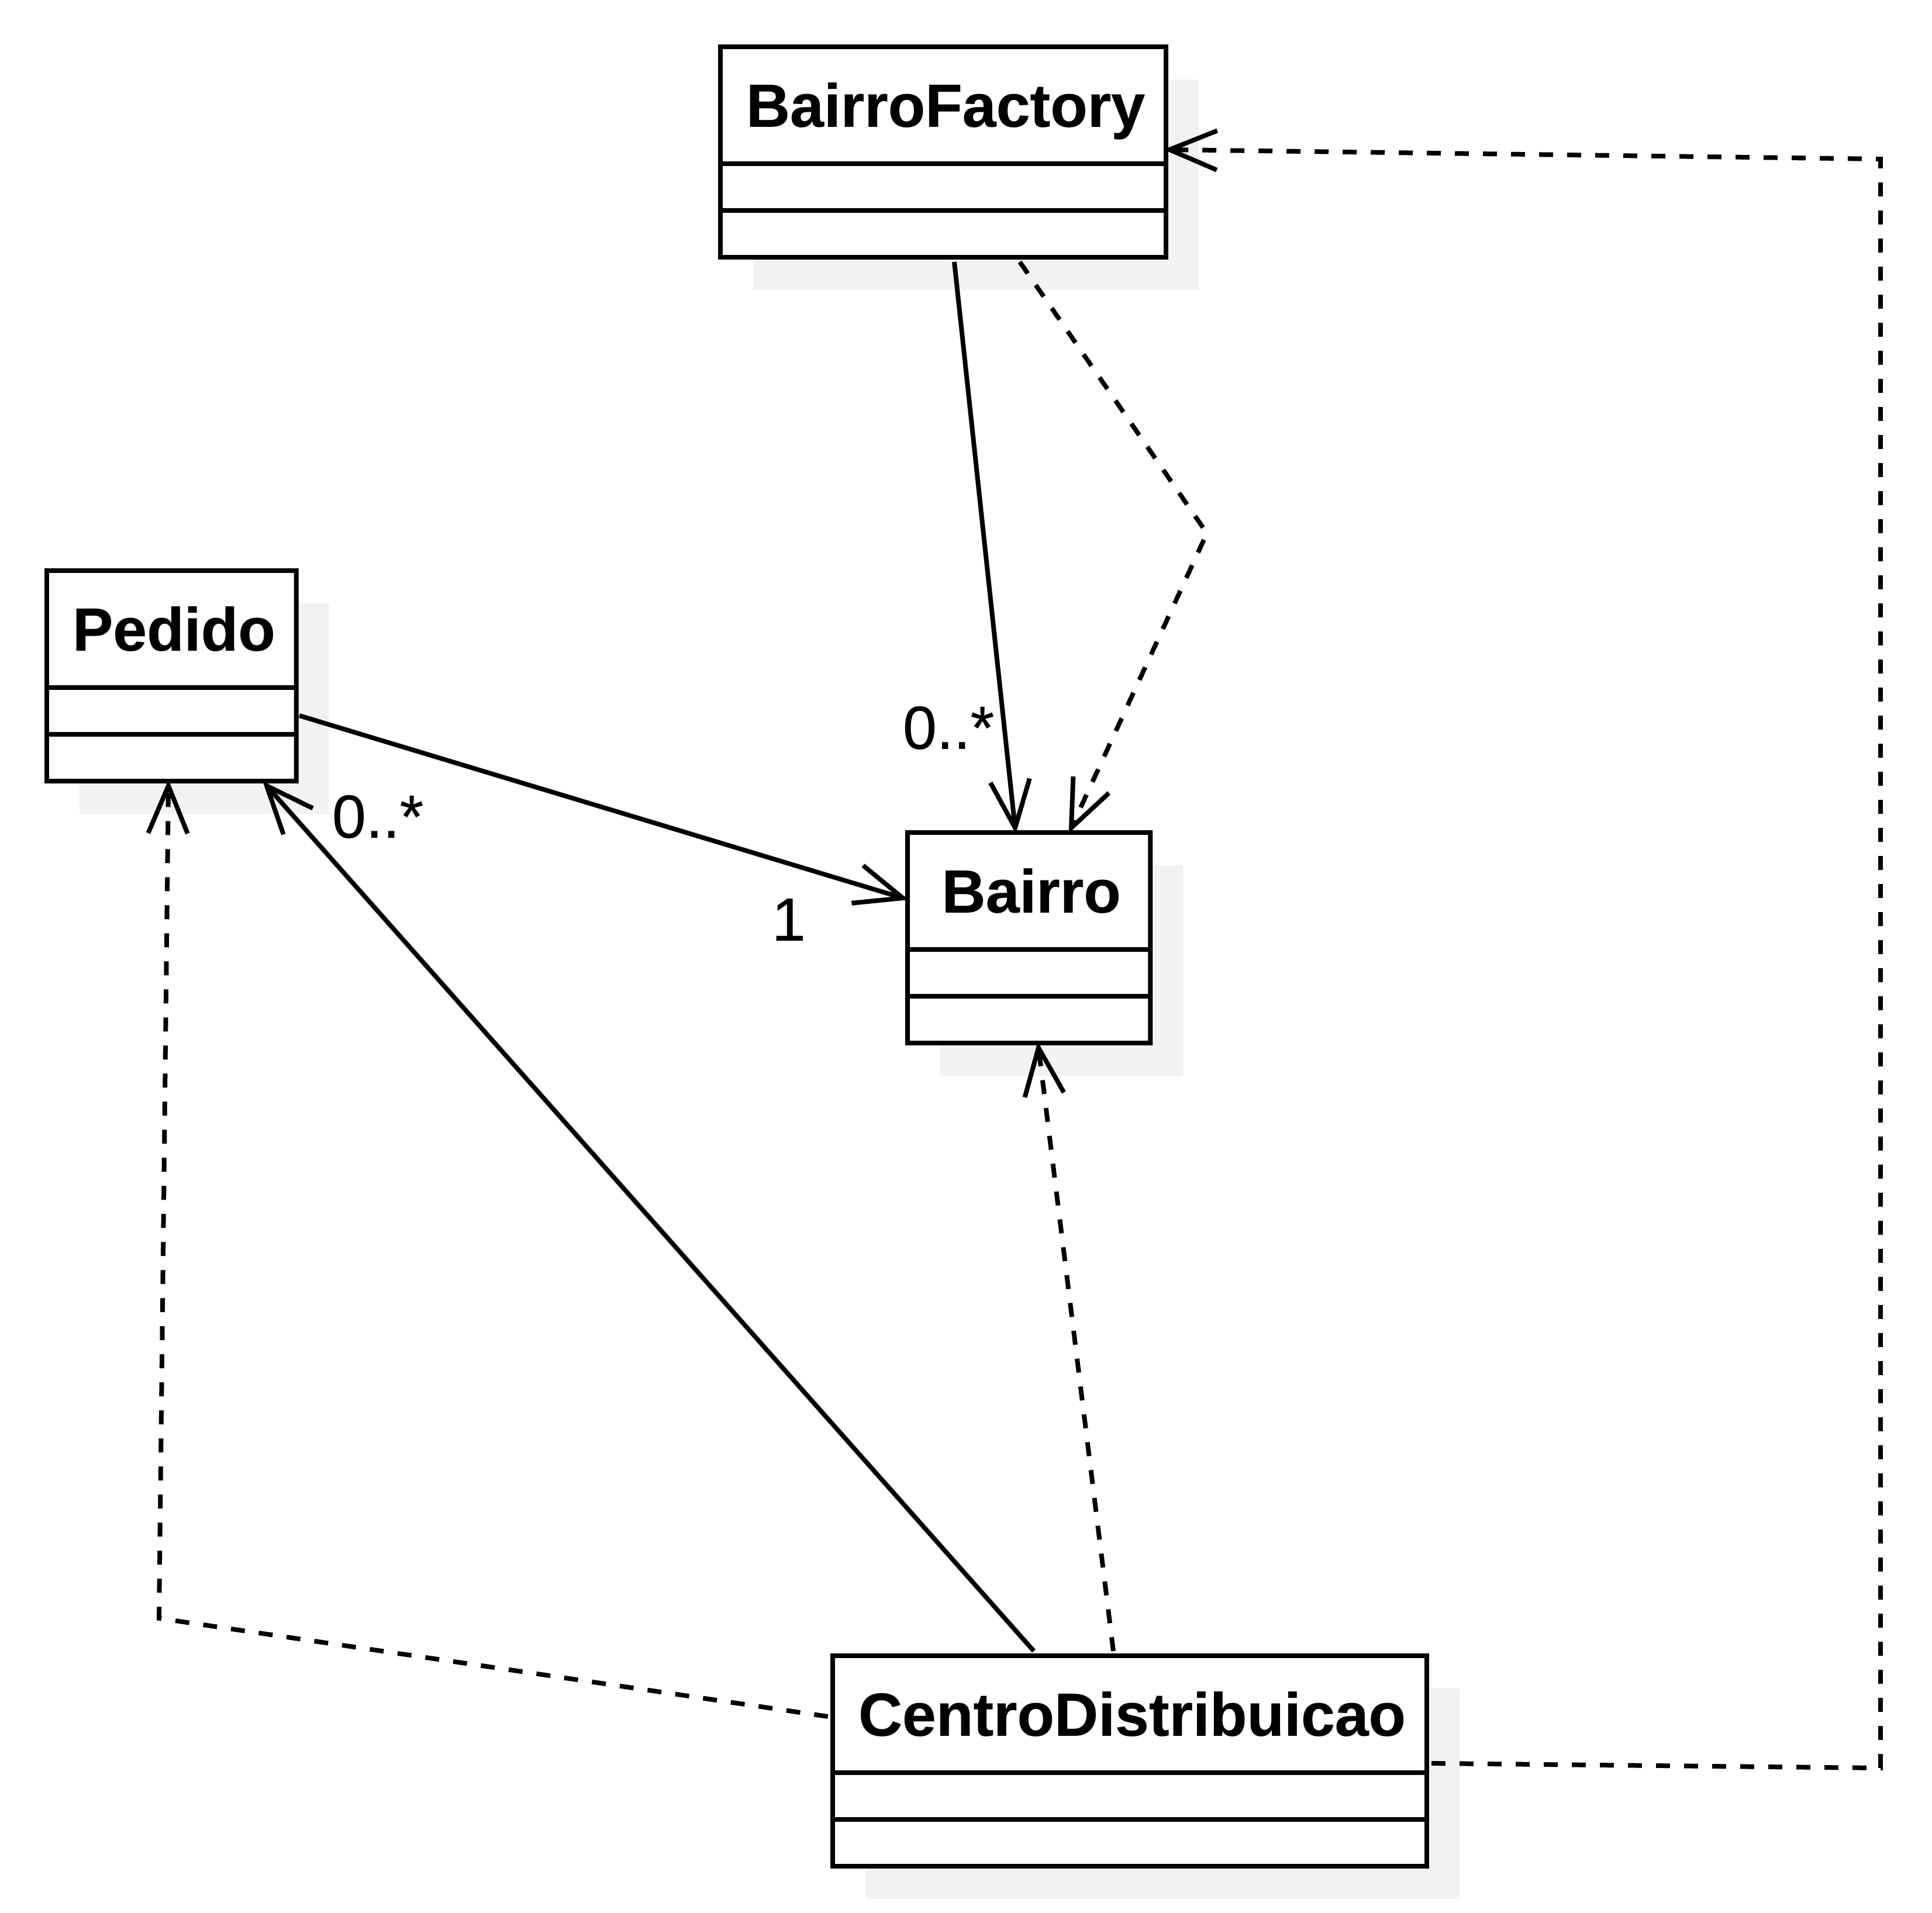 BairroFactory
Pedido
0..*
0..*
1
Bairro
CentroDistribuicao